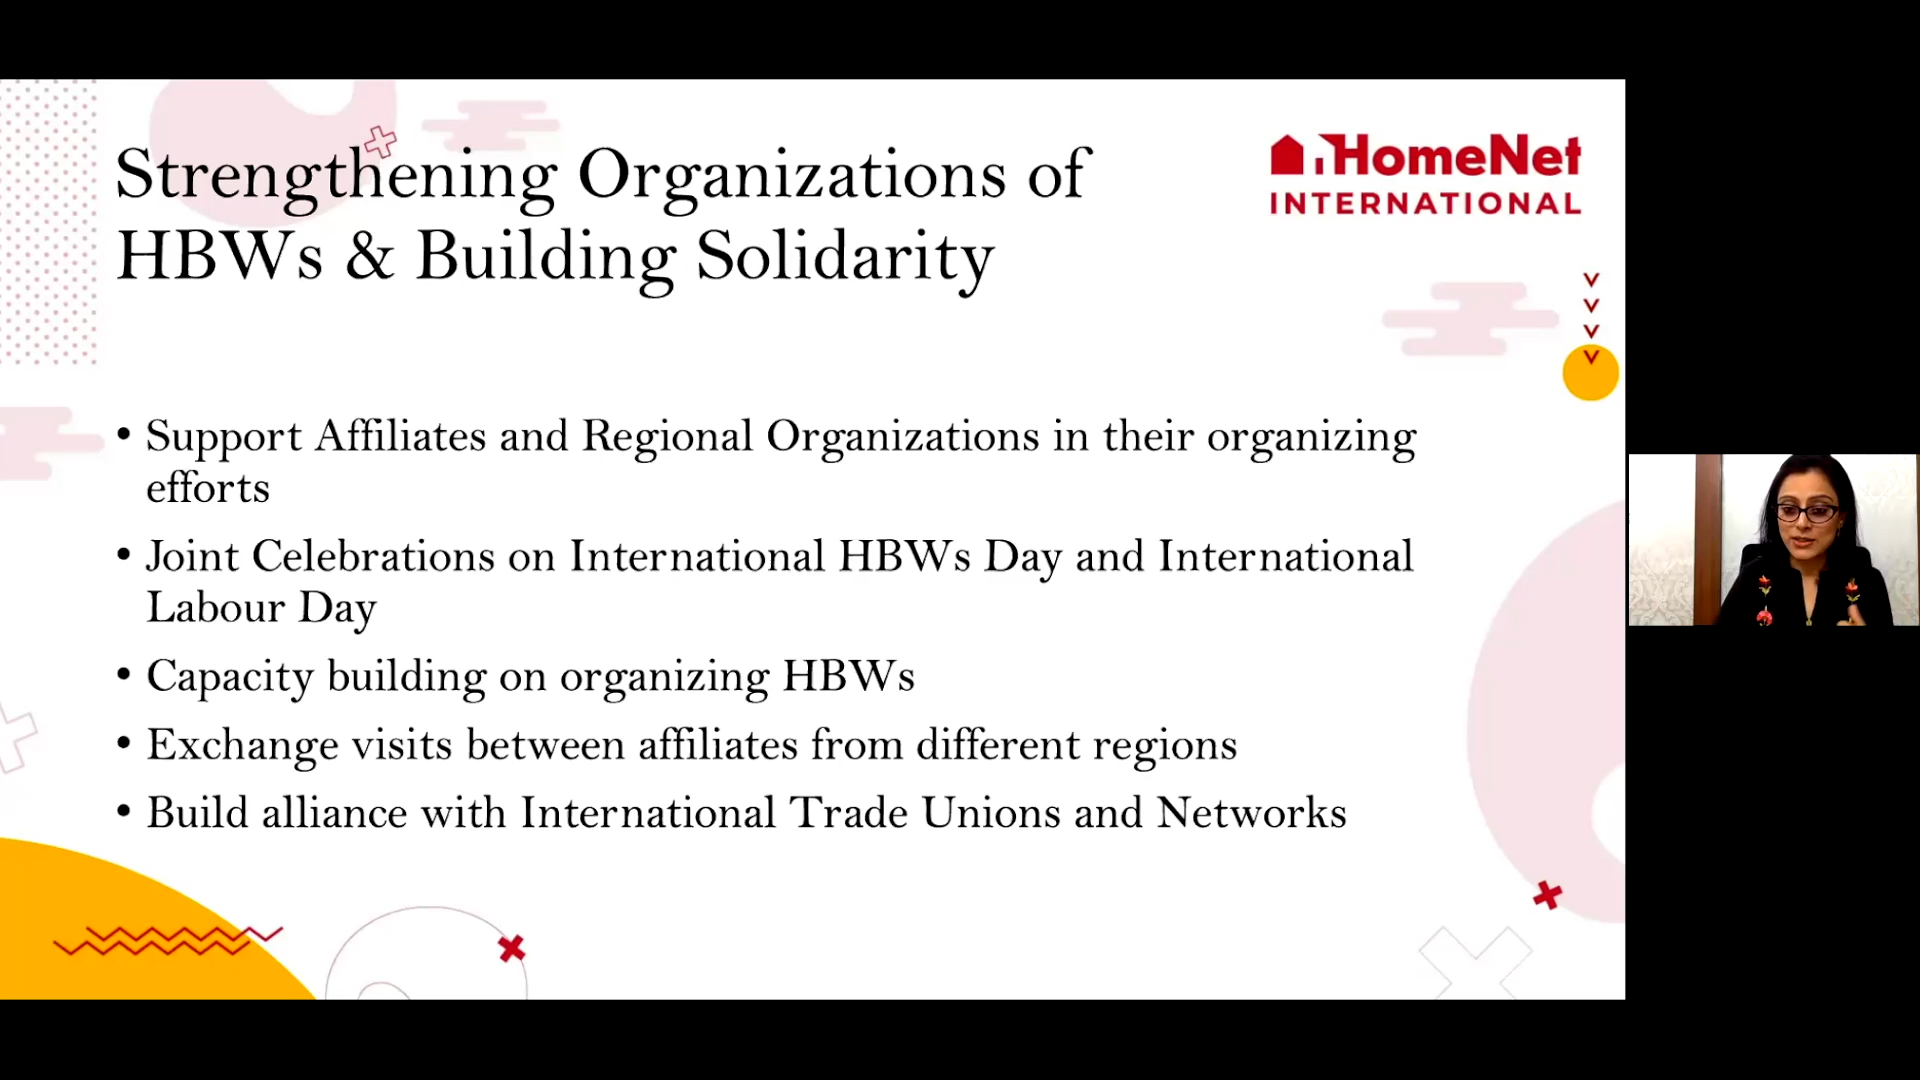 Strengthening Organizations of
HBWs & Building Solidarity
HomeNet
INTERNATIONAL
• Support Affiliates and Regional Organizations in their organizing
efforts
• Joint Celebrations on International HBWs Day and International
Labour Day
• Capacity building on organizing HBWs
• Exchange visits between affiliates from different regions
• Build alliance with International Trade Unions and Networks